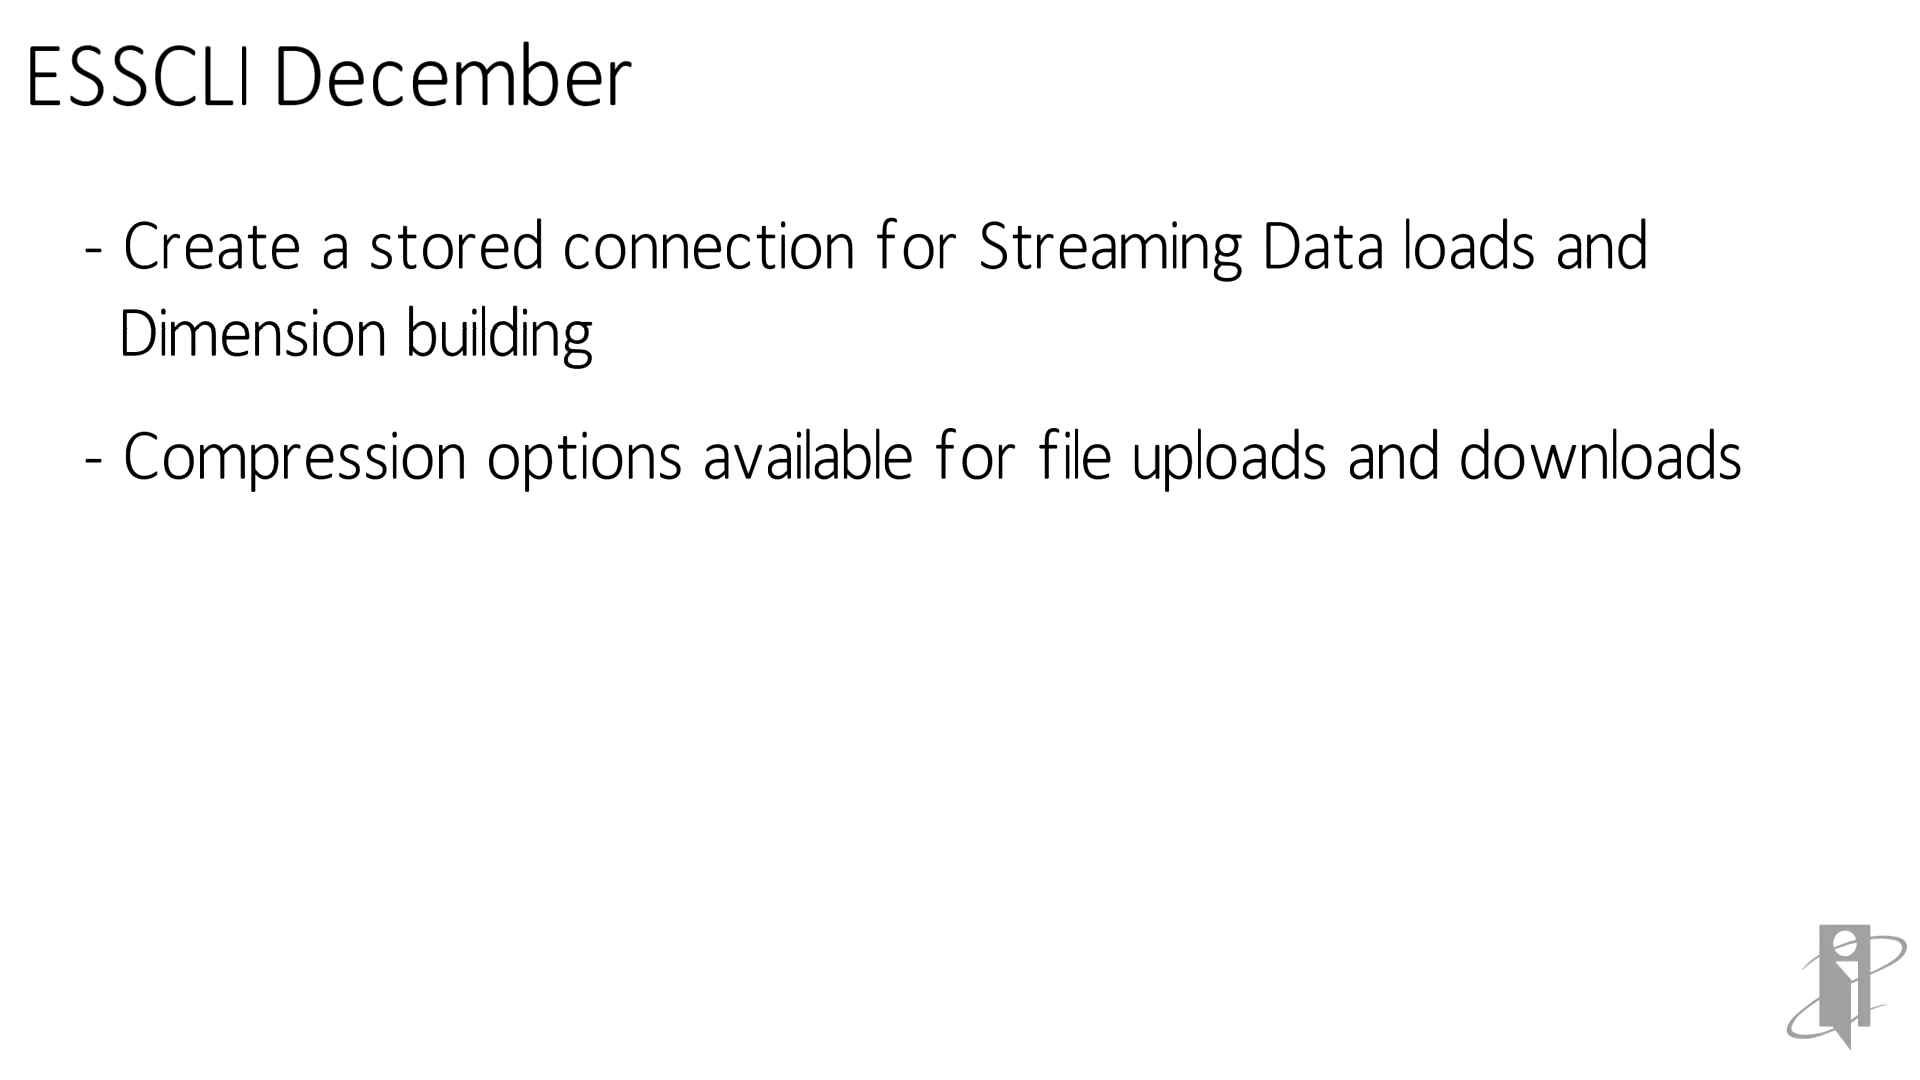 ESSCLI December
- Create a stored connection for Streaming Data loads and
Dimension building
- Compression options available for file uploads and downloads